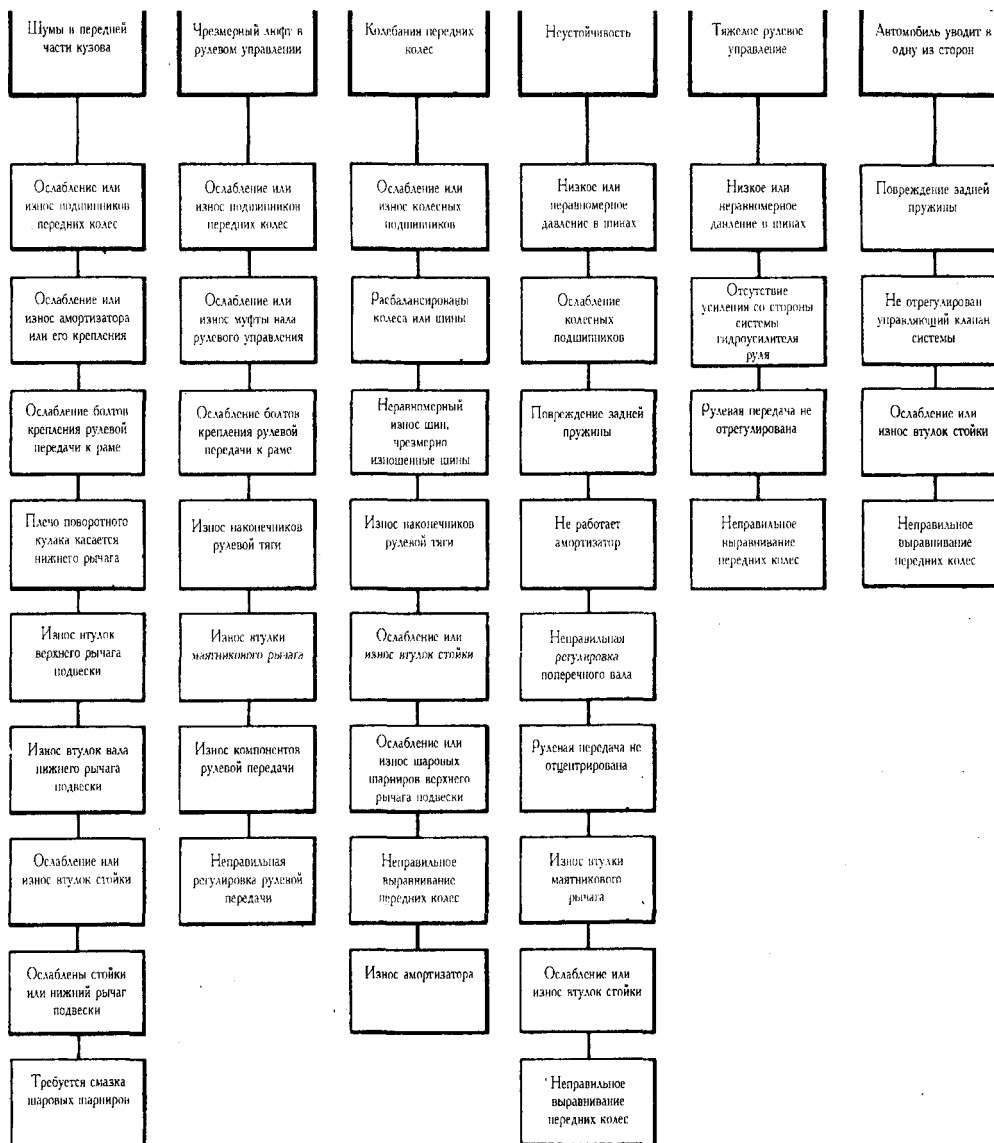 Шумы в передней
части кузова
Ослабление или
износ подшипников
передних колес
Ослабление или
износ амортизатора
или его крепления
Ослабление болтов
крепления рулевой
передачи к раме
Плечо поворотного
кулака касается
нижнего рычага
Износ втулок
верхнего рычага
подвески
Износ втулок вала
нижнего рычага
подвески
Ослабление или
износ втулок стойки
Ослаблены стойки
или нижний рычаг
подвески
Требуется смазка
шаровых шарниров
Чрезмерный люфт в
рулевом управлении
Ослабление или
износ подшипников
передних колес
Ослабление или
износ муфты вала
рулевого управления
Ослабление болтов
крепления рулевой
передачи к раме
Износ наконечников
рулевой тяги
Износ втулки
маятникового рычага
Износ компонентов
рулевой передачи
Неправильная
регулировка рулевой
передачи
Колебания передних
колес
Ослабление или
износ колесных
подшипников
Расбалансированы
колеса или шины
Неравномерный
износ шин,
чрезмерно
изношенные шины
Износ наконечников
рулевой тяги
Ослабление или
износ втулок стойки
Ослабление или
износ шаровых
шарниров верхнего
рычага подвески
Неправильное
выравнивание
передних колес
Износ амортизатора
Неустойчивость
Низкое или
неравномерное
давление в шинах
Ослабление
колесных
подшипников
Повреждение задней
пружины
Не работает
амортизатор
Неправильная
регулировка
поперечного вала
Рулевая передача не
отцентрирована
Износ втулки
маятникового
рычага
Ослабление или
износ втулок стойки
Неправильное
выравнивание
передних колес
Тяжелое рулевое
управление
Низкое или
неравномерное
давление в шинах
Отсутствие
усиления со стороны
системы
гидроусилителя
руля
Рулевая передача не
отрегулирована
Неправильное
выравнивание
передних колес
Автомобиль уводит в
одну из сторон
Повреждение задней
пружины
Не отрегулирован
управляющий клапан
системы
Ослабление или
износ втулок стойки
Неправильное
выравнивание
передних колес